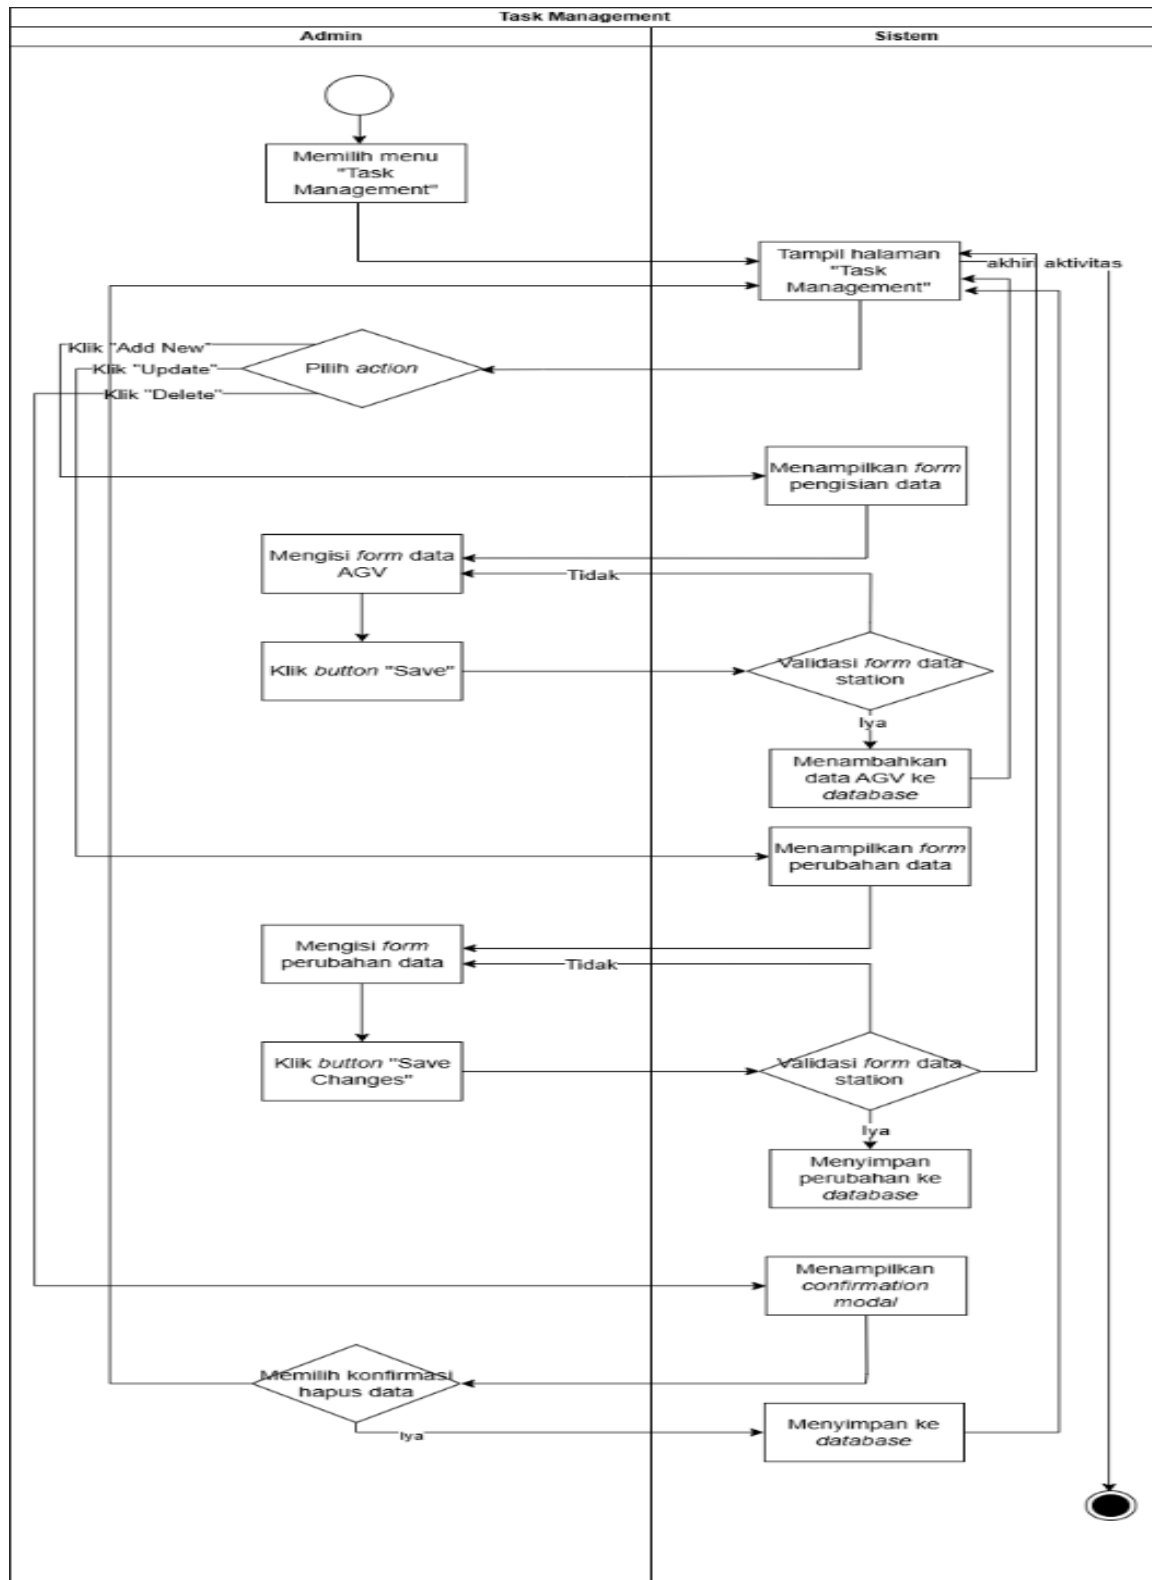 Task Management
Admin
Sistem
Memilih menu
"Task
Management"
Tampil halaman
"Task
Management"
akhiri aktivitas
Klik "Add New"
Klik "Update"
Klik "Delete"
Pilih action
Menampilkan form
pengisian data
Mengisi form data
AGV
Tidak
Klik button "Save"
Validasi form data
station
Iya
Menambahkan
data AGV ke
database
Menampilkan form
perubahan data
Mengisi form
perubahan data
Tidak
Klik button "Save
Changes"
Validasi form data
station
Iya
Menyimpan
perubahan ke
database
Menampilkan
confirmation
modal
Memilih konfirmasi
hapus data
Iya
Menyimpan ke
database